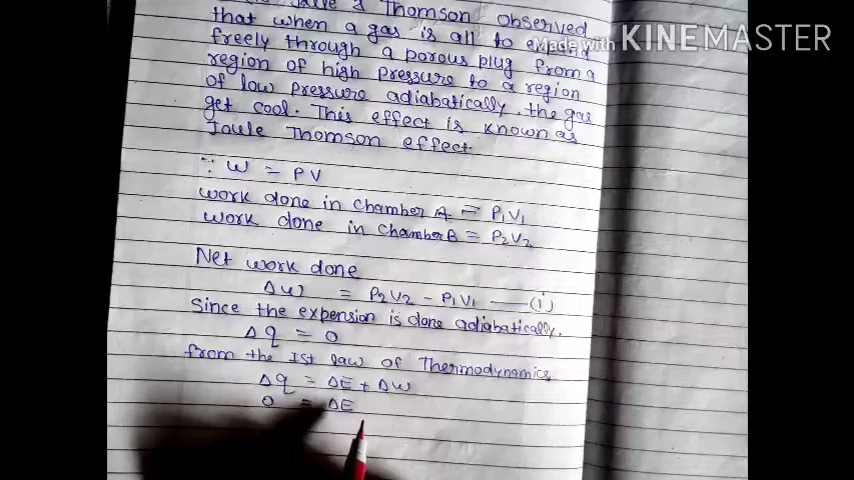 Joule & Thomson observed
that when a gas is all to
freely through a porous plug from a
region of high pressure to a region
of low pressure adiabatically, the gas
get cool. This effect is known as
Joule Thomson effect
∵ W = PV
work done in chamber A = P₁V₁
work done in chamber B = P₂V₂
Net work done
Δw = P₂V₂ - P₁V₁ —(i)
Since the expension is done adiabatically.
Δq = 0
from the Ist law of Thermodynamics
Δq = ΔE + ΔW
0 = ΔE
Made with KINEMASTER